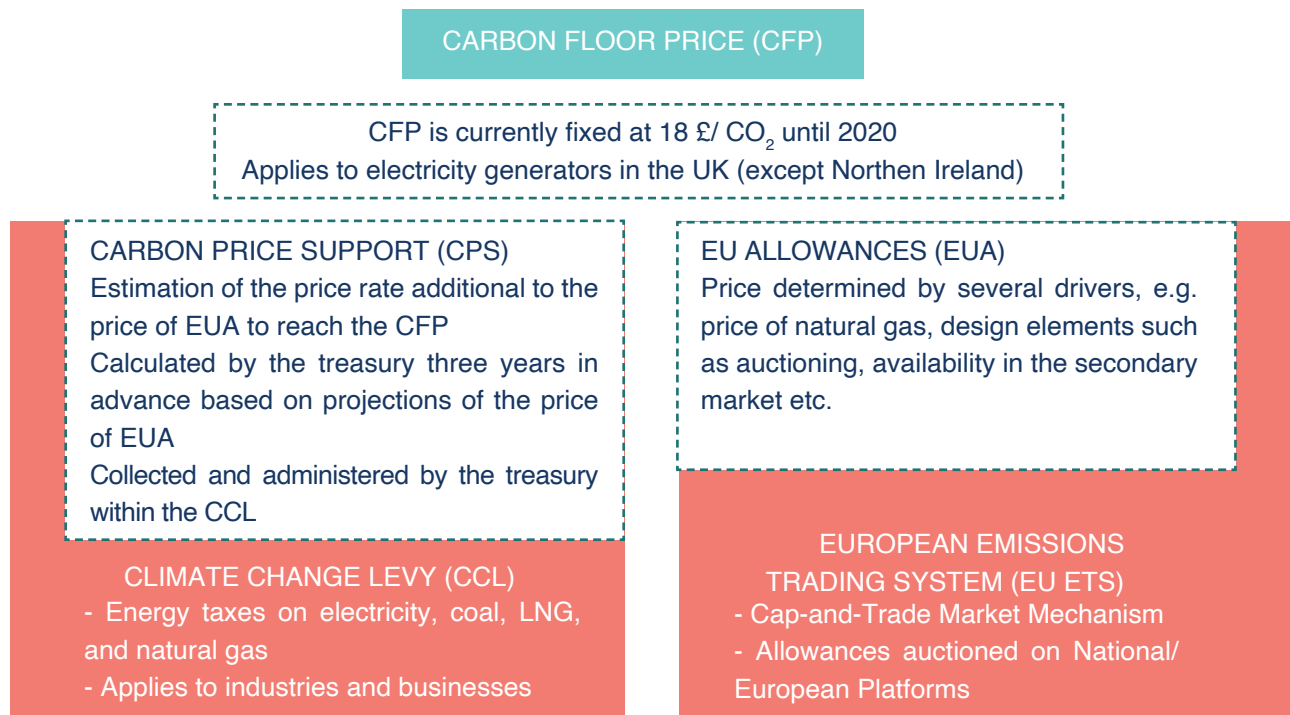 CARBON FLOOR PRICE (CFP)
CFP is currently fixed at 18 £/ CO₂ until 2020
Applies to electricity generators in the UK (except Northen Ireland)
CARBON PRICE SUPPORT (CPS)
Estimation of the price rate additional to the
price of EUA to reach the CFP
Calculated by the treasury three years in
advance based on projections of the price
of EUA
Collected and administered by the treasury
within the CCL
CLIMATE CHANGE LEVY (CCL)
- Energy taxes on electricity, coal, LNG,
and natural gas
- Applies to industries and businesses
EU ALLOWANCES (EUA)
Price determined by several drivers, e.g.
price of natural gas, design elements such
as auctioning, availability in the secondary
market etc.
EUROPEAN EMISSIONS
TRADING SYSTEM (EU ETS)
- Cap-and-Trade Market Mechanism
- Allowances auctioned on National/
European Platforms